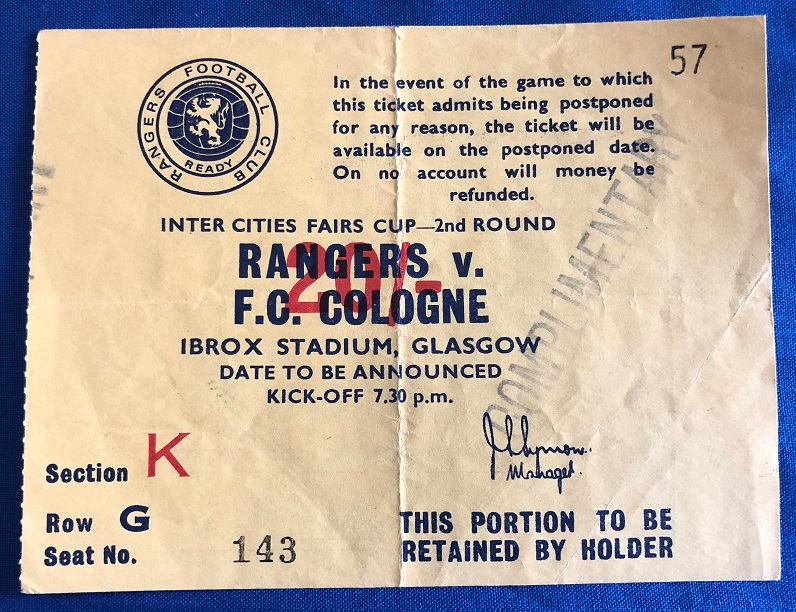 RANGERS FOOTBALL CLUB
READY
57
In the event of the game to which
this ticket admits being postponed
for any reason, the ticket will be
available on the postponed date.
On no account will money be
refunded.
COMPLIMENTARY
INTER CITIES FAIRS CUP—2nd ROUND
RANGERS v.
20/-
F.C. COLOGNE
IBROX STADIUM, GLASGOW
DATE TO BE ANNOUNCED
KICK-OFF 7.30 p.m.
Manager.
Section K
Row G
Seat No. 143
THIS PORTION TO BE
RETAINED BY HOLDER